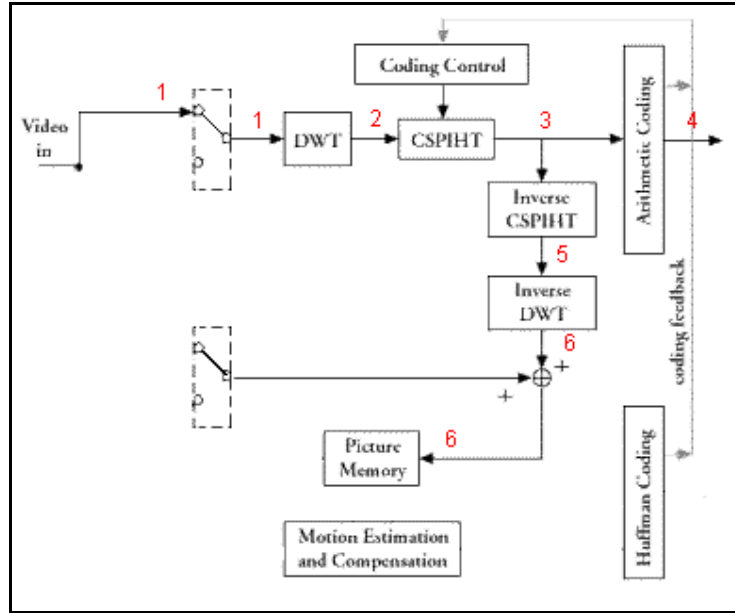 Coding Control
1
1
2
3
4
Video
in
DWT
CSPIHT
Arithmetic Coding
Inverse
CSPIHT
5
Inverse
DWT
6
+
+
coding feedback
6
Picture
Memory
Huffman Coding
Motion Estimation
and Compensation